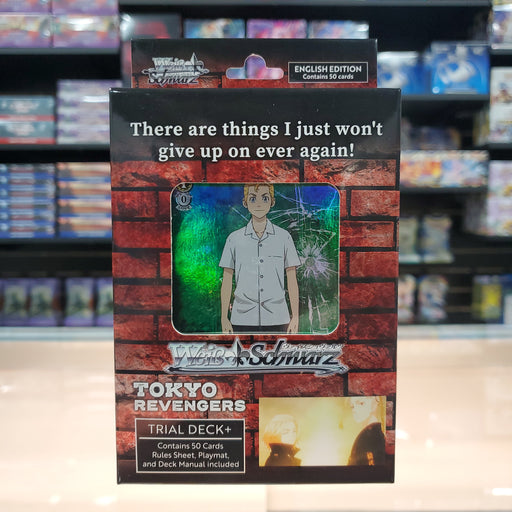 Weiß Schwarz
ENGLISH EDITION
Contains 50 cards
There are things I just won't
give up on ever again!
0
Weiß Schwarz
TOKYO
REVENGERS
TRIAL DECK+
Contains 50 Cards
Rules Sheet, Playmat,
and Deck Manual included